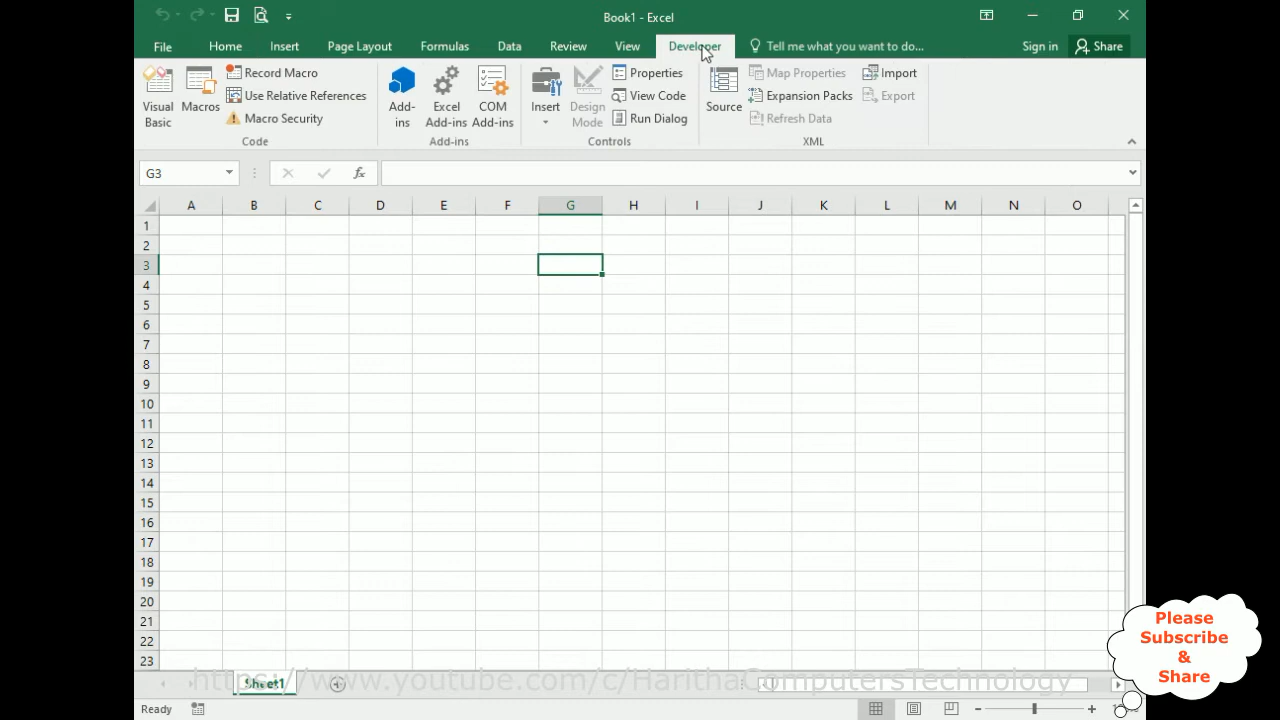 Book1 - Excel
File Home Insert Page Layout Formulas Data Review View Developer Tell me what you want to do... Sign in Share
Visual Basic
Macros
Record Macro
Use Relative References
Macro Security
Code
Add-ins
Excel Add-ins
COM Add-ins
Add-ins
Insert
Design Mode
Properties
View Code
Run Dialog
Controls
Source
Map Properties
Expansion Packs
Refresh Data
Import
Export
XML
G3
fx
A B C D E F G H I J K L M N O
1
2
3
4
5
6
7
8
9
10
11
12
13
14
15
16
17
18
19
20
21
22
23
Please
Subscribe
&
Share
https://www.youtube.com/c/HarithaComputersTechnology
Sheet1
Ready